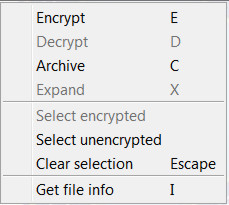 Encrypt E
Decrypt D
Archive C
Expand X
Select encrypted
Select unencrypted
Clear selection Escape
Get file info I